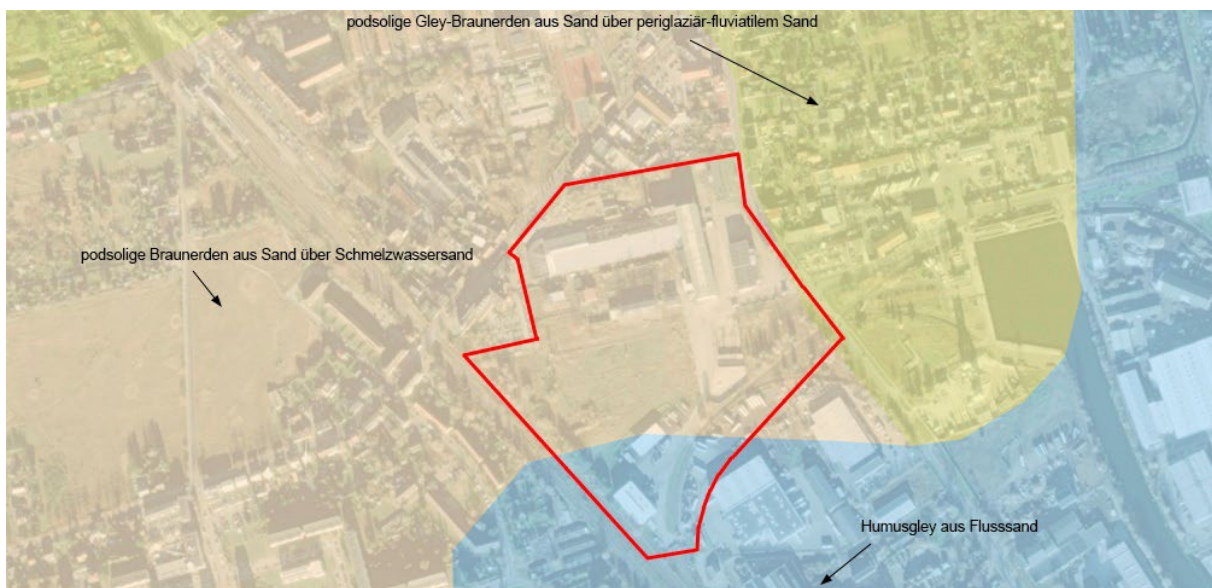 podsolige Gley-Braunerden aus Sand über periglaziär-fluviatilem Sand
podsolige Braunerden aus Sand über Schmelzwassersand
Humusgley aus Flusssand